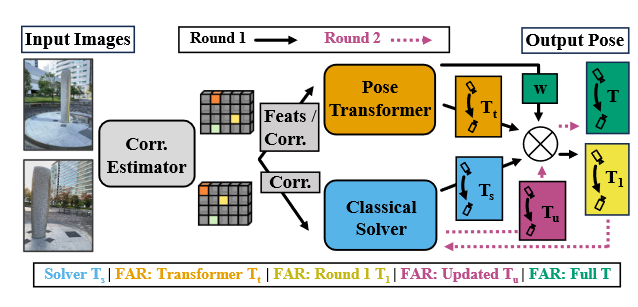 Input Images
Round 1
Round 2
Output Pose
Corr.
Estimator
Feats /
Corr.
Corr.
Pose
Transformer
Classical
Solver
T_t
T_s
w
T
T_1
T_u
Solver T_s | FAR: Transformer T_t | FAR: Round 1 T_1 | FAR: Updated T_u | FAR: Full T